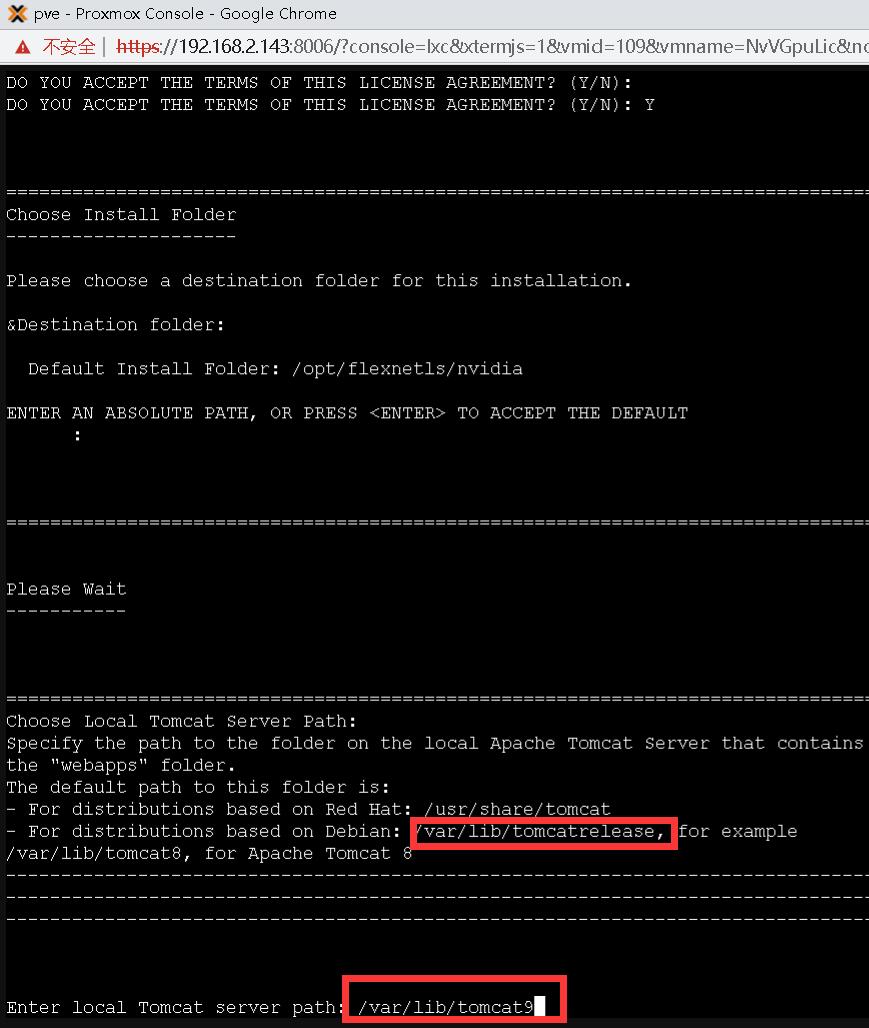 pve - Proxmox Console - Google Chrome
不安全 | https://192.168.2.143:8006/?console=lxc&xtermjs=1&vmid=109&vmname=NvVGpuLic&no
DO YOU ACCEPT THE TERMS OF THIS LICENSE AGREEMENT? (Y/N):
DO YOU ACCEPT THE TERMS OF THIS LICENSE AGREEMENT? (Y/N): Y
===============================================================================
Choose Install Folder
---------------------
Please choose a destination folder for this installation.
&Destination folder:
Default Install Folder: /opt/flexnetls/nvidia
ENTER AN ABSOLUTE PATH, OR PRESS <ENTER> TO ACCEPT THE DEFAULT
:
===============================================================================
Please Wait
-----------
===============================================================================
Choose Local Tomcat Server Path:
Specify the path to the folder on the local Apache Tomcat Server that contains
the "webapps" folder.
The default path to this folder is:
- For distributions based on Red Hat: /usr/share/tomcat
- For distributions based on Debian: /var/lib/tomcatrelease, for example
/var/lib/tomcat8, for Apache Tomcat 8
-------------------------------------------------------------------------------
-------------------------------------------------------------------------------
-------------------------------------------------------------------------------
Enter local Tomcat server path: /var/lib/tomcat9